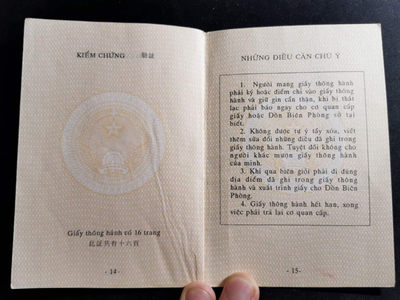 KIỂM CHỨNG 驗証
Giấy thông hành có 16 trang
此証共有十六頁
- 14 -
NHỮNG ĐIỀU CẦN CHÚ Ý
1. Người mang giấy thông hành
phải ký hoặc điểm chỉ vào giấy thông
hành và giữ gìn cẩn thận, khi bị thất
lạc phải báo ngay cho cơ quan cấp
giấy hoặc Đồn Biên Phòng sở tại
biết.
2. Không được tự ý tẩy xóa, viết
thêm sửa đổi những điều đã ghi trong
giấy thông hành. Tuyệt đối không cho
người khác mượn giấy thông hành
của mình.
3. Khi qua biên giới phải đi đúng
địa điểm đã ghi trong giấy thông
hành và xuất trình giấy cho Đồn Biên
Phòng.
4. Giấy thông hành hết hạn, xong
việc phải trả lại cơ quan cấp.
- 15 -